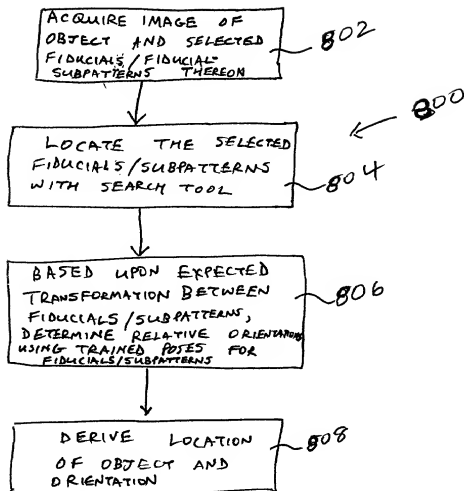 ACQUIRE IMAGE OF
OBJECT AND SELECTED
FIDUCIALS/FIDUCIAL
SUBPATTERNS THEREON
802
800
LOCATE THE SELECTED
FIDUCIALS/SUBPATTERNS
WITH SEARCH TOOL
804
BASED UPON EXPECTED
TRANSFORMATION BETWEEN
FIDUCIALS/SUBPATTERNS,
DETERMINE RELATIVE ORIENTATIONS
USING TRAINED POSES FOR
FIDUCIALS/SUBPATTERNS
806
DERIVE LOCATION
OF OBJECT AND
ORIENTATION
808